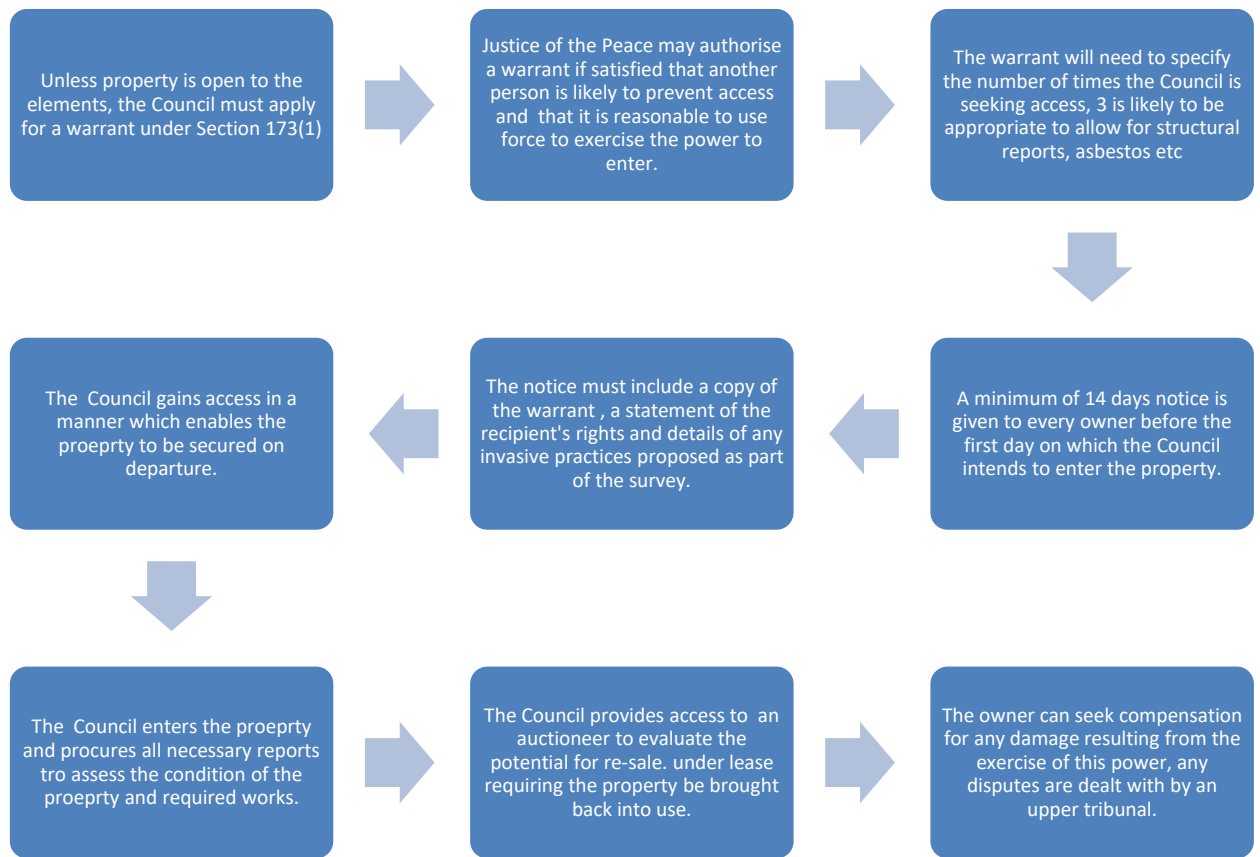 Unless property is open to the
elements, the Council must apply
for a warrant under Section 173(1)
Justice of the Peace may authorise
a warrant if satisfied that another
person is likely to prevent access
and  that it is reasonable to use
force to exercise the power to
enter.
The warrant will need to specify
the number of times the Council is
seeking access, 3 is likely to be
appropriate to allow for structural
reports, asbestos etc
A minimum of 14 days notice is
given to every owner before the
first day on which the Council
intends to enter the property.
The notice must include a copy of
the warrant , a statement of the
recipient's rights and details of any
invasive practices proposed as part
of the survey.
The  Council gains access in a
manner which enables the
proeprty to be secured on
departure.
The  Council enters the proeprty
and procures all necessary reports
tro assess the condition of the
proeprty and required works.
The Council provides access to  an
auctioneer to evaluate the
potential for re-sale. under lease
requiring the property be brought
back into use.
The owner can seek compensation
for any damage resulting from the
exercise of this power, any
disputes are dealt with by an
upper tribunal.